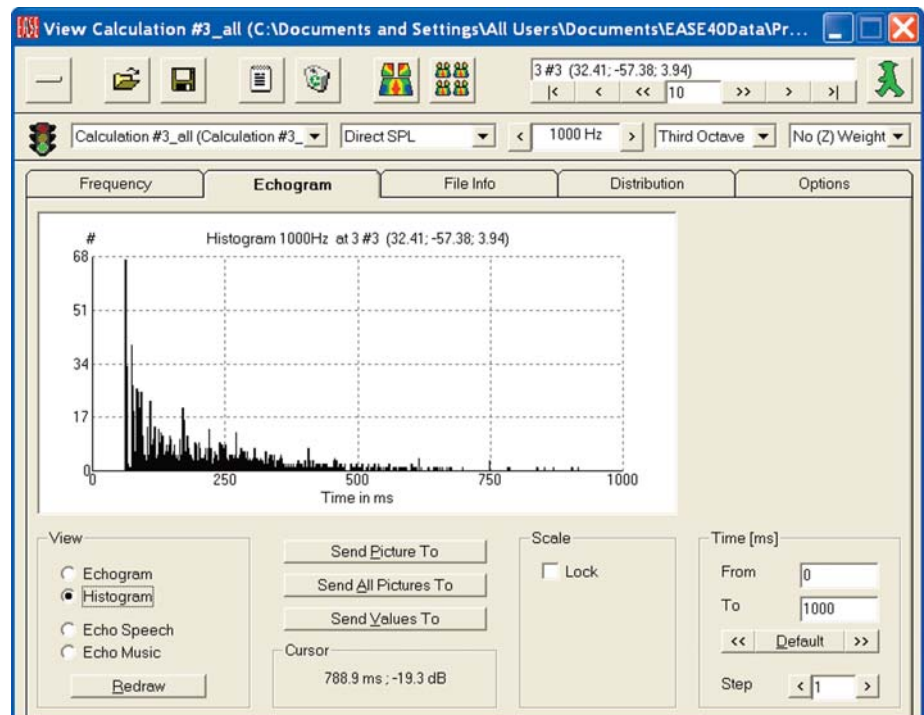 EASE View Calculation #3_all (C:\Documents and Settings\All Users\Documents\EASE40Data\Pr...
3 #3 (32.41; -57.38; 3.94)
|< < << 10 >> > >|
Calculation #3_all (Calculation #3_ Direct SPL < 1000 Hz > Third Octave No (Z) Weight
Frequency Echogram File Info Distribution Options
# Histogram 1000Hz at 3 #3 (32.41; -57.38; 3.94)
68
51
34
17
0
0 250 500 750 1000
Time in ms
View
Echogram
Histogram
Echo Speech
Echo Music
Redraw
Send Picture To
Send All Pictures To
Send Values To
Cursor
788.9 ms ; -19.3 dB
Scale
Lock
Time [ms]
From 0
To 1000
<< Default >>
Step < 1 >